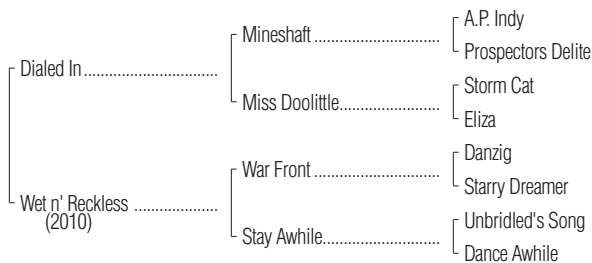 A.P. Indy
Mineshaft
Prospectors Delite
Dialed In
Storm Cat
Miss Doolittle
Eliza
Danzig
War Front
Starry Dreamer
Wet n' Reckless
(2010)
Unbridled's Song
Stay Awhile
Dance Awhile